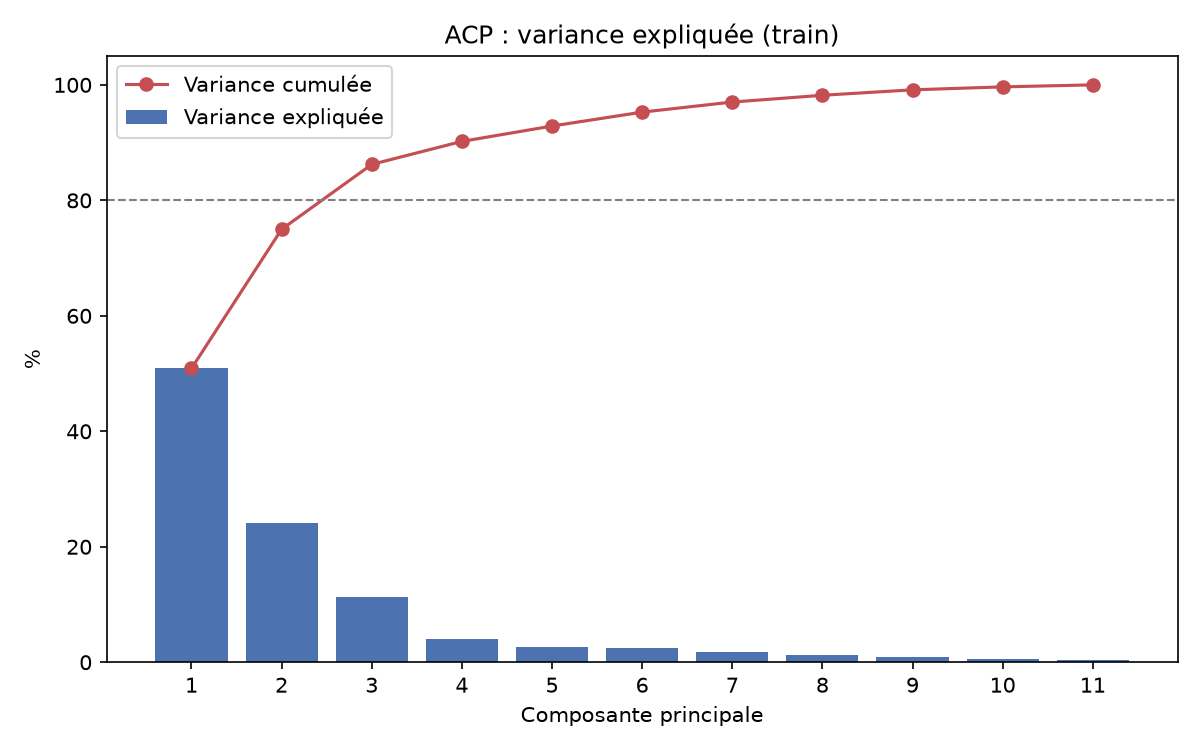 ACP : variance expliquée (train)
Variance cumulée
Variance expliquée
100
80
60
40
20
0
%
1 2 3 4 5 6 7 8 9 10 11
Composante principale